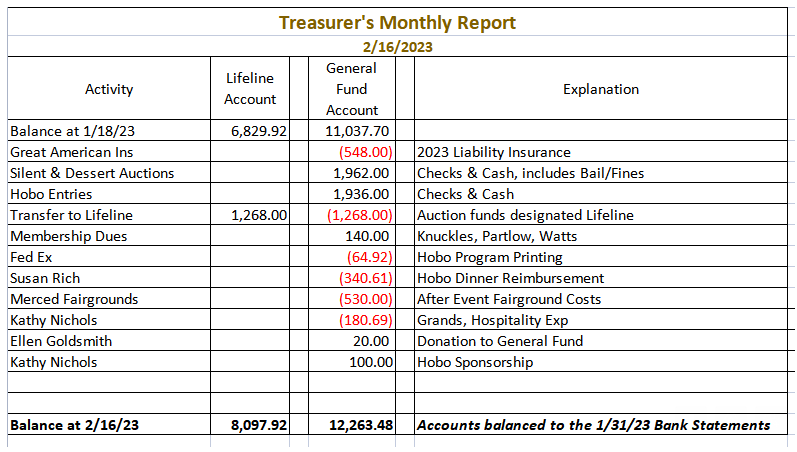 Treasurer's Monthly Report
2/16/2023
Activity Lifeline Account General Fund Account Explanation
Balance at 1/18/23 6,829.92 11,037.70
Great American Ins (548.00) 2023 Liability Insurance
Silent & Dessert Auctions 1,962.00 Checks & Cash, includes Bail/Fines
Hobo Entries 1,936.00 Checks & Cash
Transfer to Lifeline 1,268.00 (1,268.00) Auction funds designated Lifeline
Membership Dues 140.00 Knuckles, Partlow, Watts
Fed Ex (64.92) Hobo Program Printing
Susan Rich (340.61) Hobo Dinner Reimbursement
Merced Fairgrounds (530.00) After Event Fairground Costs
Kathy Nichols (180.69) Grands, Hospitality Exp
Ellen Goldsmith 20.00 Donation to General Fund
Kathy Nichols 100.00 Hobo Sponsorship
Balance at 2/16/23 8,097.92 12,263.48 Accounts balanced to the 1/31/23 Bank Statements